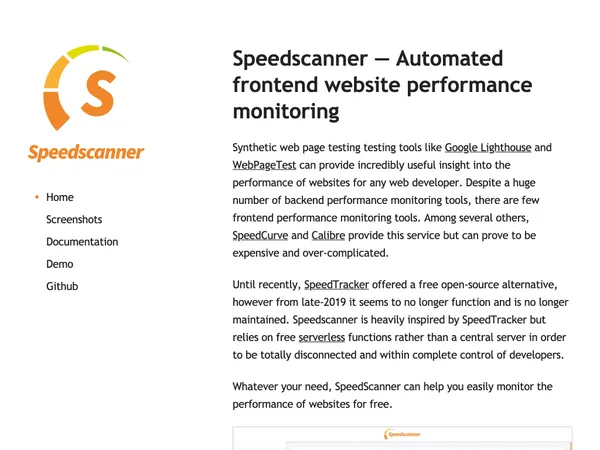 S
Speedscanner
Home
Screenshots
Documentation
Demo
Github
Speedscanner — Automated
frontend website performance
monitoring
Synthetic web page testing testing tools like Google Lighthouse and
WebPageTest can provide incredibly useful insight into the
performance of websites for any web developer. Despite a huge
number of backend performance monitoring tools, there are few
frontend performance monitoring tools. Among several others,
SpeedCurve and Calibre provide this service but can prove to be
expensive and over-complicated.
Until recently, SpeedTracker offered a free open-source alternative,
however from late-2019 it seems to no longer function and is no longer
maintained. Speedscanner is heavily inspired by SpeedTracker but
relies on free serverless functions rather than a central server in order
to be totally disconnected and within complete control of developers.
Whatever your need, SpeedScanner can help you easily monitor the
performance of websites for free.
Speedscanner